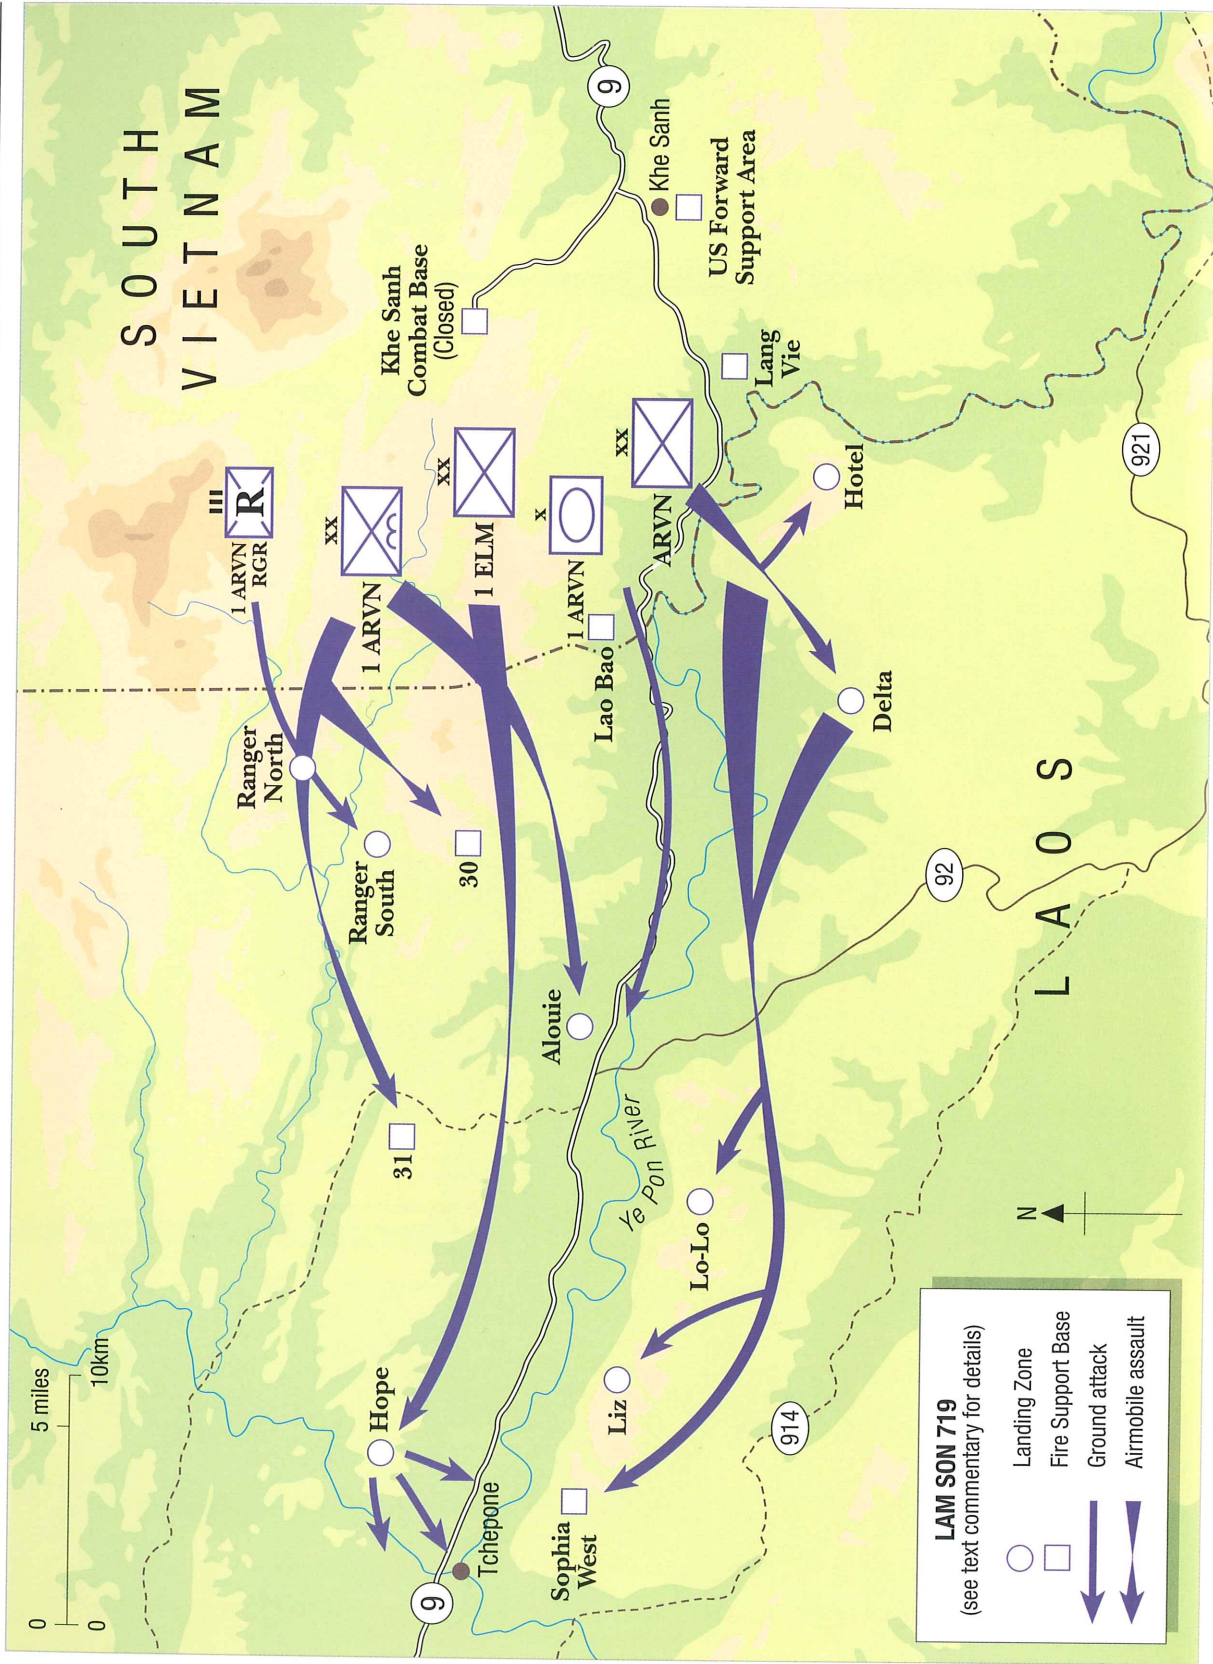 SOUTH
VIETNAM
0 5 miles
0 10km
1 ARVN
RGR
III
R
Ranger
North
Ranger
South
XX
1 ARVN
Khe Sanh
Combat Base
(Closed)
XX
1 ELM
30
31
Hope
X
1 ARVN
Lao Bao
Alouie
9
Khe Sanh
US Forward
Support Area
XX
ARVN
Lang
Vie
Hotel
Delta
Ye Pon River
Lo-Lo
Liz
Tchepone
9
Sophia
West
92
921
914
LAOS
N
LAM SON 719
(see text commentary for details)
Landing Zone
Fire Support Base
Ground attack
Airmobile assault